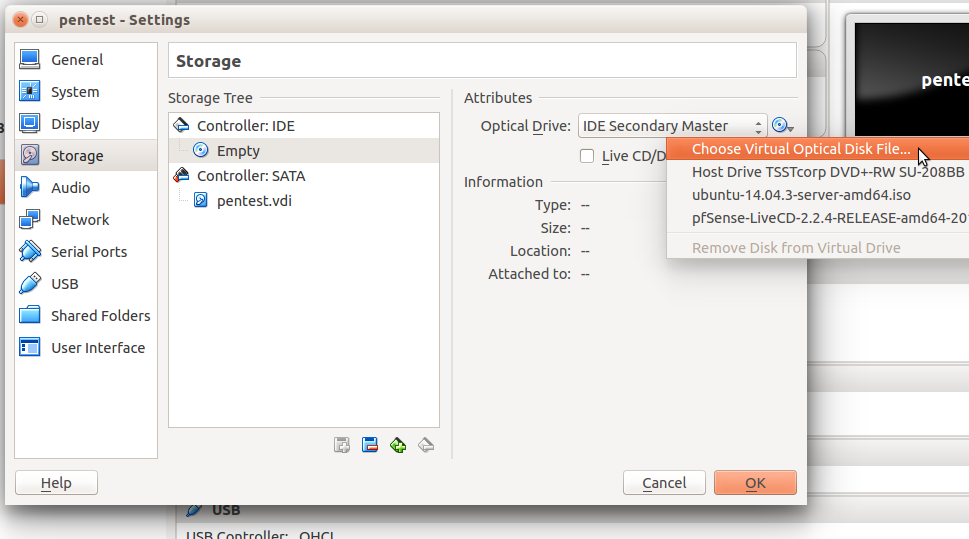 pentest - Settings
General
System
Display
Storage
Audio
Network
Serial Ports
USB
Shared Folders
User Interface
Storage
Storage Tree
Controller: IDE
Empty
Controller: SATA
pentest.vdi
Attributes
Optical Drive: IDE Secondary Master
Live CD/D
Information
Type: --
Size: --
Location: --
Attached to: --
Choose Virtual Optical Disk File...
Host Drive TSSTcorp DVD+-RW SU-208BB
ubuntu-14.04.3-server-amd64.iso
pfSense-LiveCD-2.2.4-RELEASE-amd64-201
Remove Disk from Virtual Drive
Help
Cancel
OK
pente
USB
USB Controller: OHCI